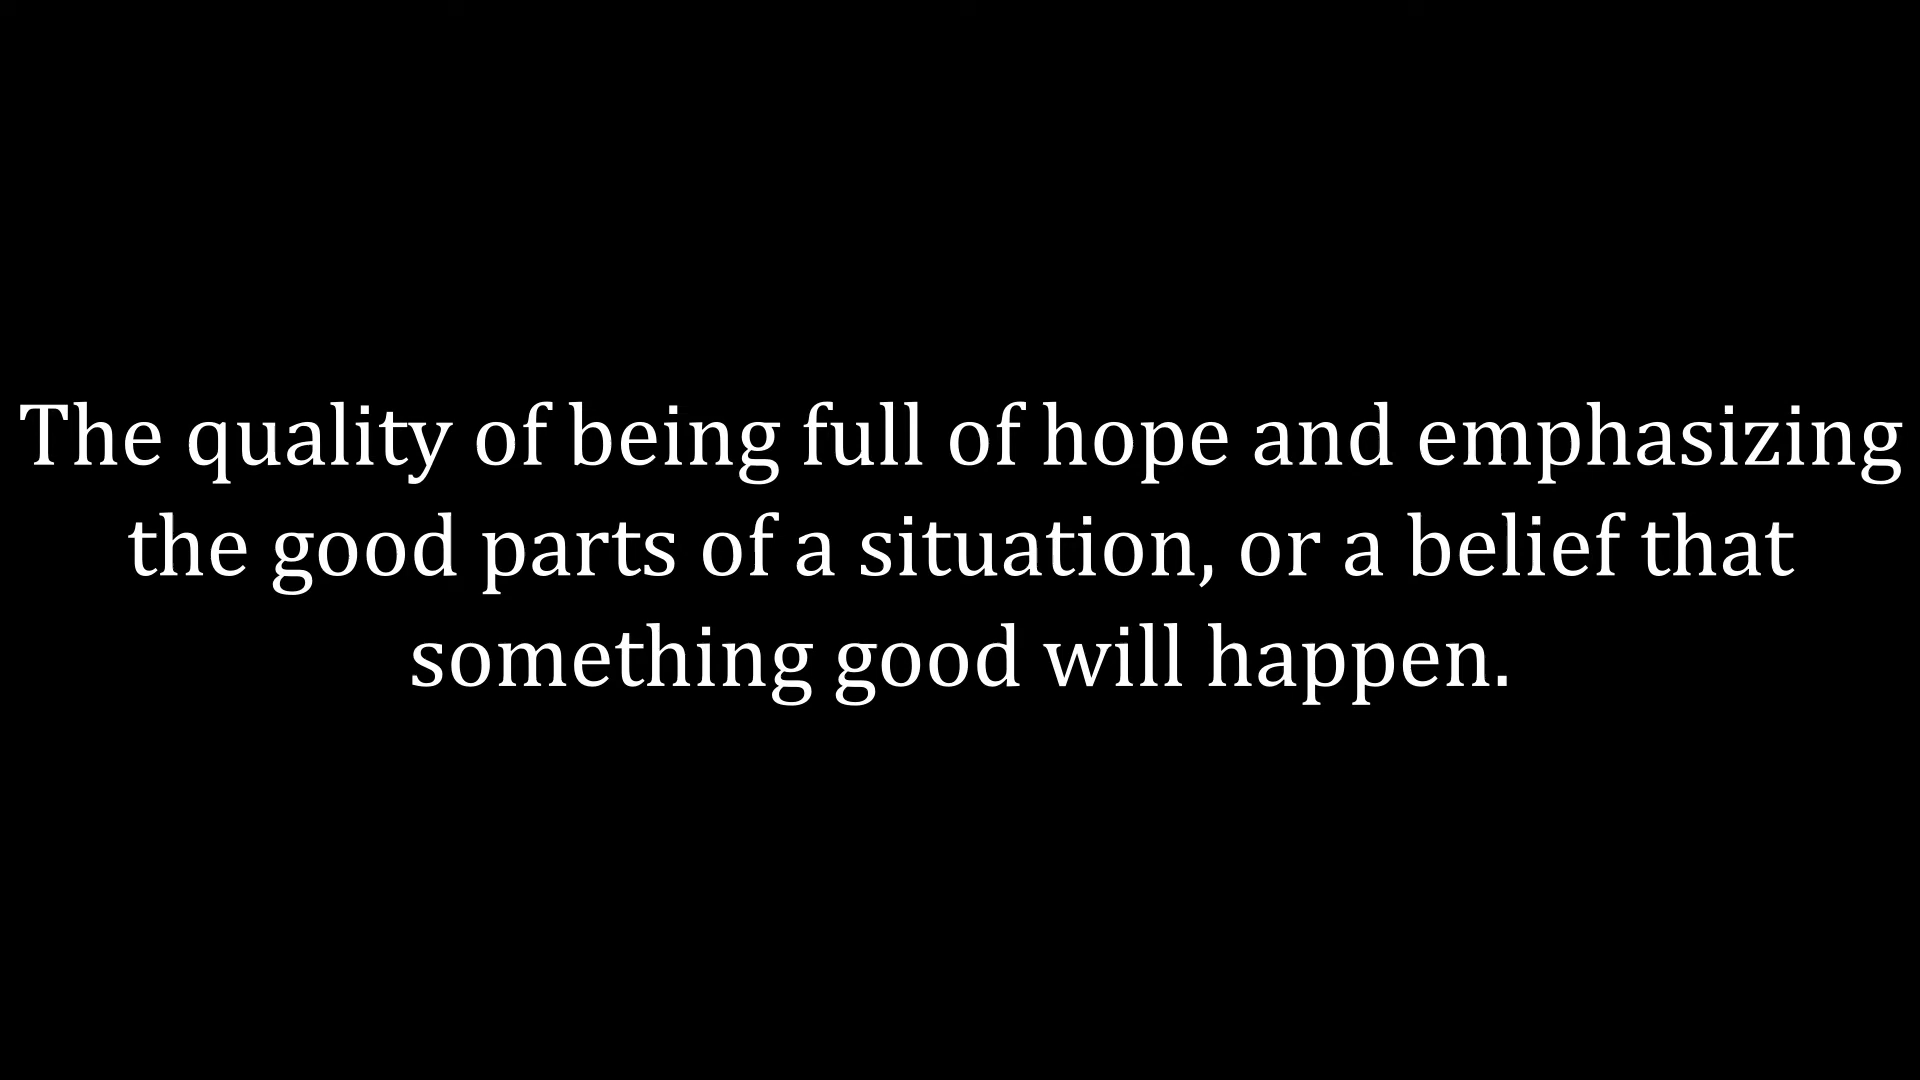 The quality of being full of hope and emphasizing
the good parts of a situation, or a belief that
something good will happen.